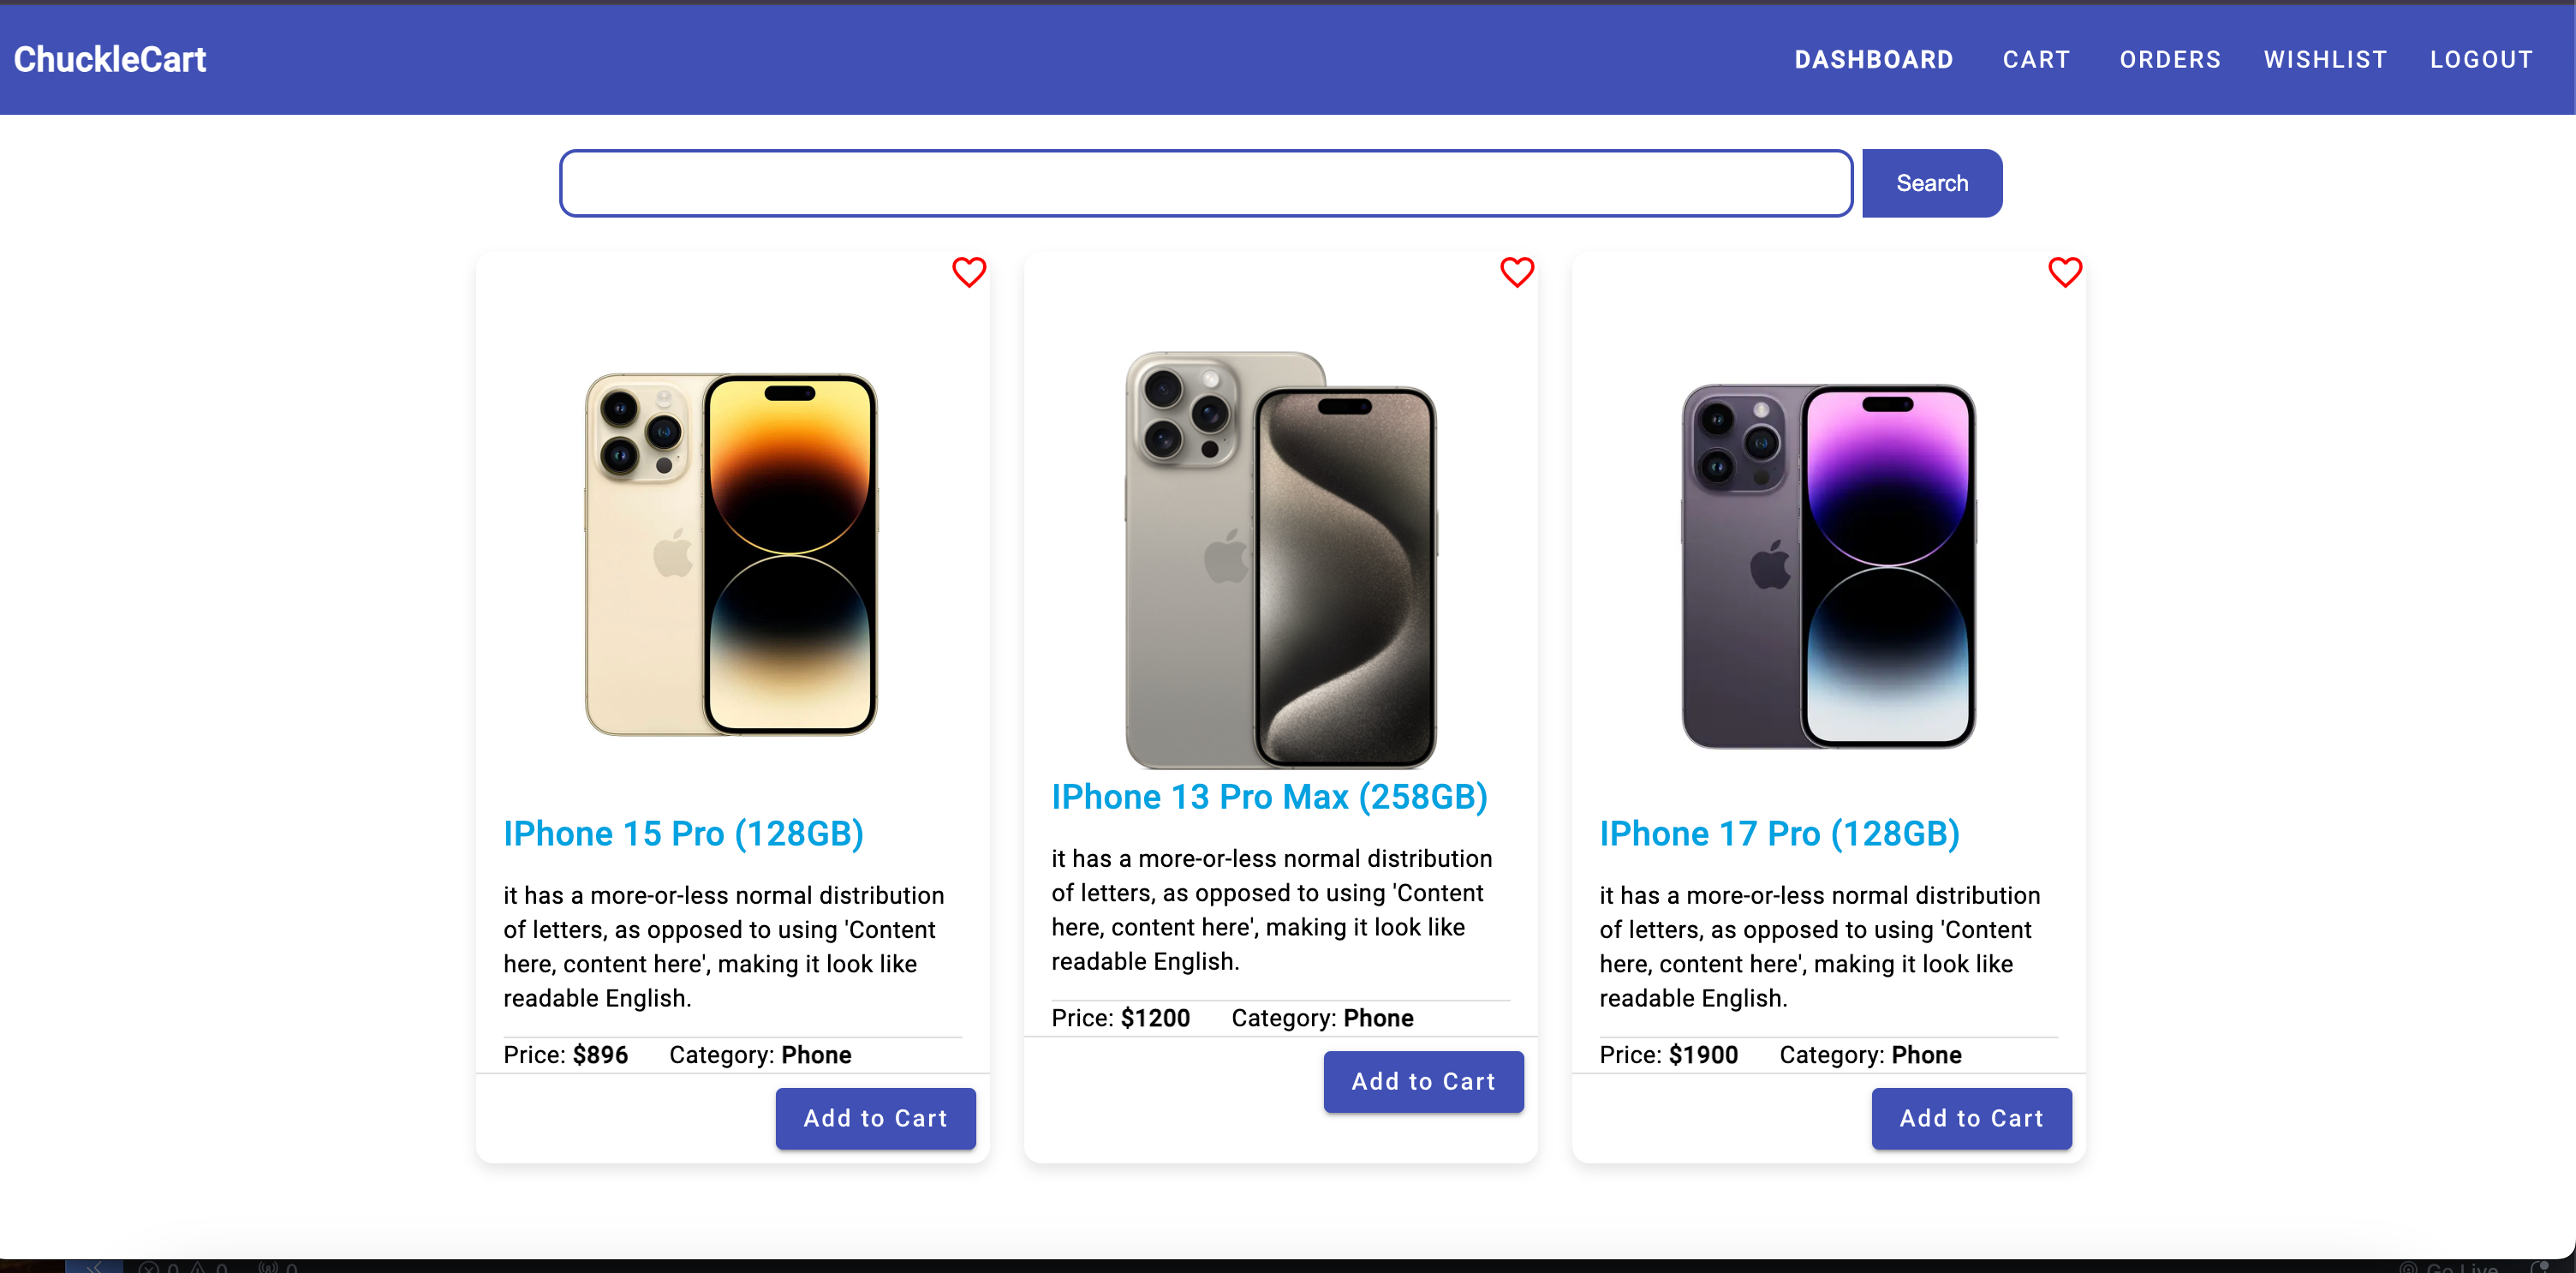 ChuckleCart
DASHBOARD CART ORDERS WISHLIST LOGOUT
Search
IPhone 15 Pro (128GB)
it has a more-or-less normal distribution
of letters, as opposed to using 'Content
here, content here', making it look like
readable English.
Price: $896 Category: Phone
Add to Cart
IPhone 13 Pro Max (258GB)
it has a more-or-less normal distribution
of letters, as opposed to using 'Content
here, content here', making it look like
readable English.
Price: $1200 Category: Phone
Add to Cart
IPhone 17 Pro (128GB)
it has a more-or-less normal distribution
of letters, as opposed to using 'Content
here, content here', making it look like
readable English.
Price: $1900 Category: Phone
Add to Cart
0 0 0 Go Live